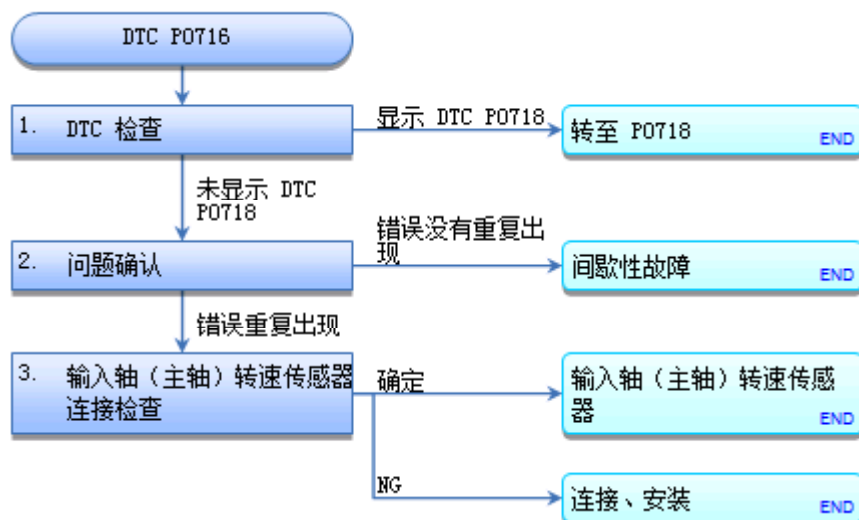 DTC P0716
1. DTC 检查
显示 DTC P0718
转至 P0718
END
未显示 DTC
P0718
2. 问题确认
错误没有重复出
现
间歇性故障
END
错误重复出现
3. 输入轴（主轴）转速传感器
连接检查
确定
输入轴（主轴）转速传感
器
END
NG
连接、安装
END